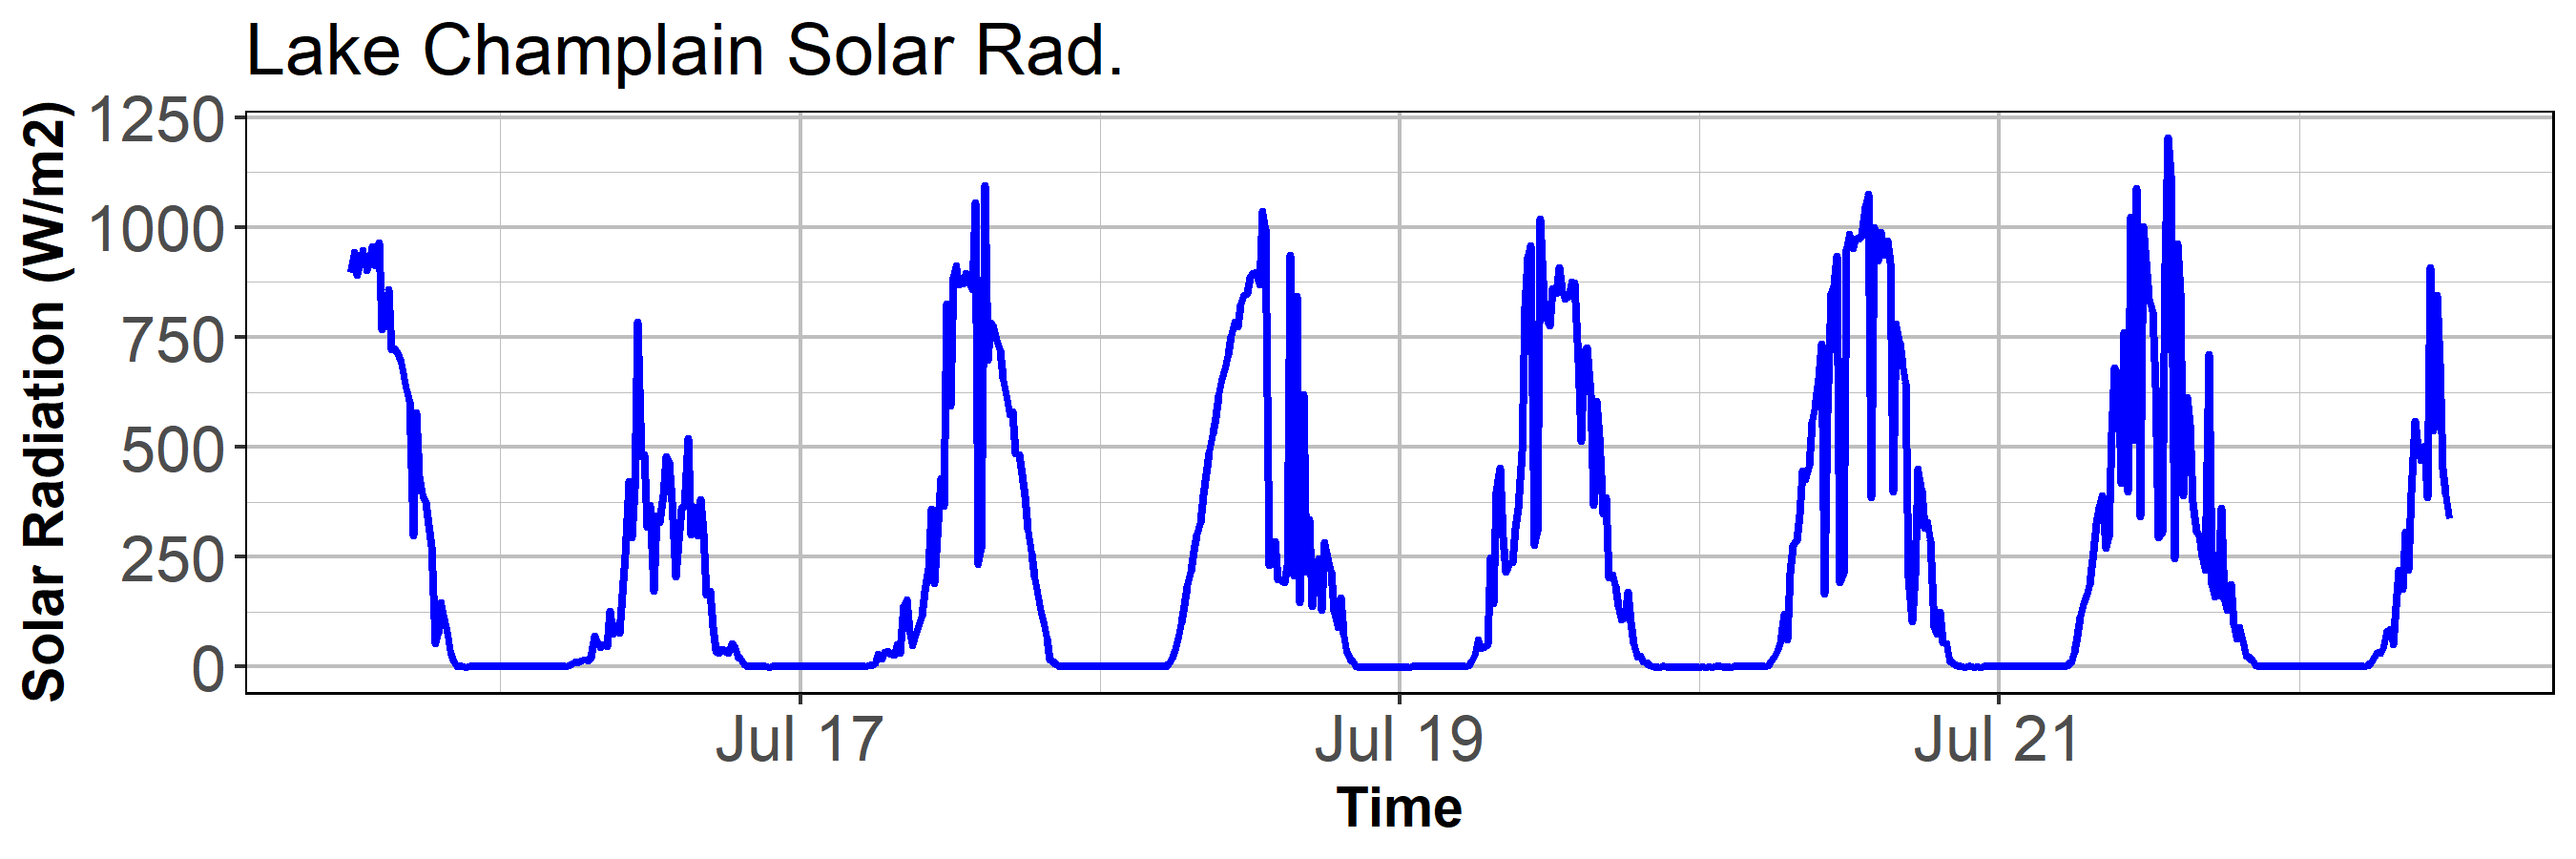 Lake Champlain Solar Rad.
Solar Radiation (W/m2)
1250
1000
750
500
250
0
Jul 17
Jul 19
Jul 21
Time